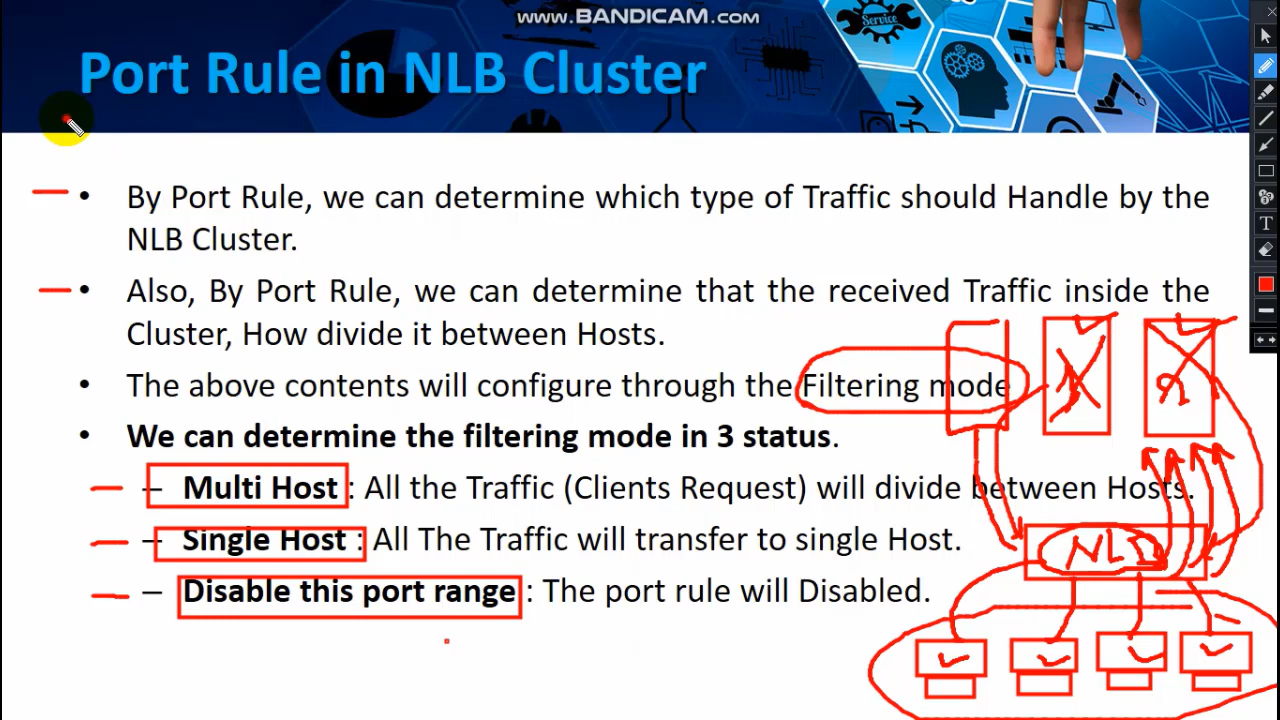 www.BANDICAM.com
Service
Port Rule in NLB Cluster
• By Port Rule, we can determine which type of Traffic should Handle by the
NLB Cluster.
• Also, By Port Rule, we can determine that the received Traffic inside the
Cluster, How divide it between Hosts.
• The above contents will configure through the Filtering mode
• We can determine the filtering mode in 3 status.
– Multi Host : All the Traffic (Clients Request) will divide between Hosts.
– Single Host : All The Traffic will transfer to single Host.
– Disable this port range : The port rule will Disabled.
1
2
T